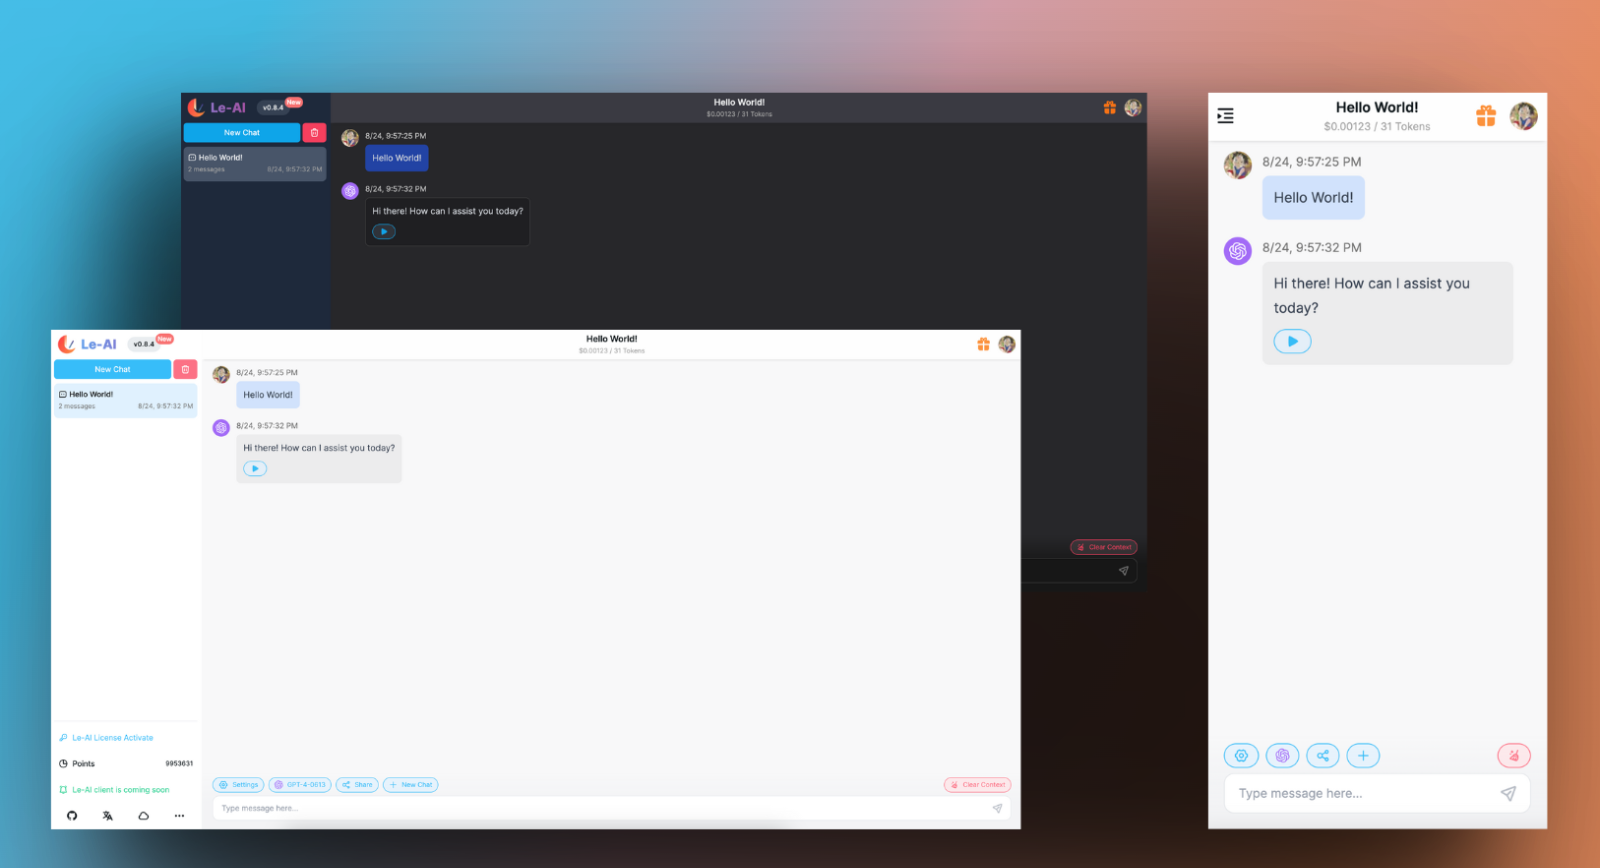 Le-AI v0.8.4 New
New Chat
Hello World!
2 messages 8/24, 9:57:32 PM
Hello World!
$0.00123 / 31 Tokens
8/24, 9:57:25 PM
Hello World!
8/24, 9:57:32 PM
Hi there! How can I assist you today?
Clear Context
Le-AI v0.8.4 New
New Chat
Hello World!
2 messages 8/24, 9:57:32 PM
Le-AI License Activate
Points 9953631
Le-AI client is coming soon
Hello World!
$0.00123 / 31 Tokens
8/24, 9:57:25 PM
Hello World!
8/24, 9:57:32 PM
Hi there! How can I assist you today?
Settings GPT-4-0613 Share New Chat Clear Context
Type message here...
Hello World!
$0.00123 / 31 Tokens
8/24, 9:57:25 PM
Hello World!
8/24, 9:57:32 PM
Hi there! How can I assist you
today?
Type message here...